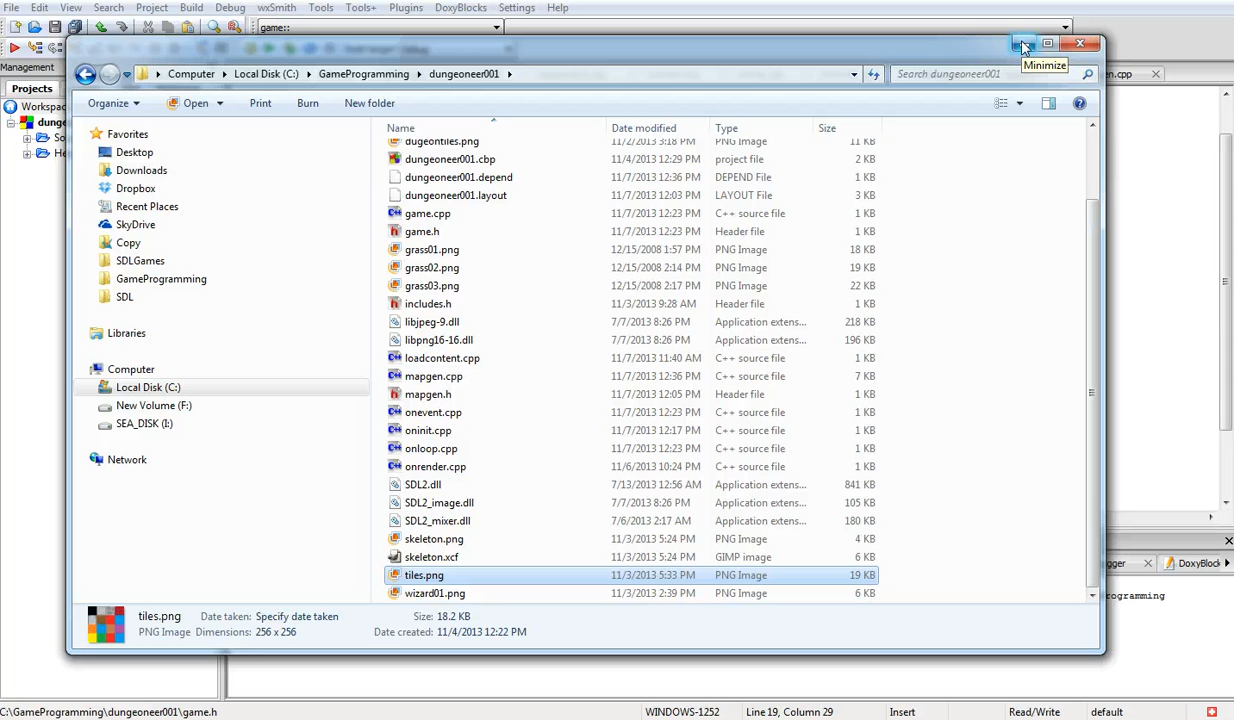 File Edit View Search Project Build Debug wxSmith Tools Tools+ Plugins DoxyBlocks Settings Help
game::
Minimize
Computer Local Disk (C:) GameProgramming dungeoneer001
Search dungeoneer001
en.cpp
Management
Projects
Workspac
dunge
So
He
Organize Open Print Burn New folder
Favorites
Desktop
Downloads
Dropbox
Recent Places
SkyDrive
Copy
SDLGames
GameProgramming
SDL
Libraries
Computer
Local Disk (C:)
New Volume (F:)
SEA_DISK (I:)
Network
Name Date modified Type Size
dugeontiles.png 11/2/2013 3:18 PM PNG Image 11 KB
dungeoneer001.cbp 11/4/2013 12:29 PM project file 2 KB
dungeoneer001.depend 11/7/2013 12:36 PM DEPEND File 1 KB
dungeoneer001.layout 11/7/2013 12:03 PM LAYOUT File 3 KB
game.cpp 11/7/2013 12:23 PM C++ source file 1 KB
game.h 11/7/2013 12:23 PM Header file 1 KB
grass01.png 12/15/2008 1:57 PM PNG Image 18 KB
grass02.png 12/15/2008 2:14 PM PNG Image 19 KB
grass03.png 12/15/2008 2:17 PM PNG Image 22 KB
includes.h 11/3/2013 9:28 AM Header file 1 KB
libjpeg-9.dll 7/7/2013 8:26 PM Application extens... 218 KB
libpng16-16.dll 7/7/2013 8:26 PM Application extens... 196 KB
loadcontent.cpp 11/7/2013 11:40 AM C++ source file 1 KB
mapgen.cpp 11/7/2013 12:36 PM C++ source file 7 KB
mapgen.h 11/7/2013 12:05 PM Header file 1 KB
onevent.cpp 11/7/2013 12:23 PM C++ source file 1 KB
oninit.cpp 11/7/2013 12:17 PM C++ source file 1 KB
onloop.cpp 11/7/2013 12:23 PM C++ source file 1 KB
onrender.cpp 11/6/2013 10:24 PM C++ source file 1 KB
SDL2.dll 7/13/2013 12:56 AM Application extens... 841 KB
SDL2_image.dll 7/7/2013 8:26 PM Application extens... 105 KB
SDL2_mixer.dll 7/6/2013 2:17 AM Application extens... 180 KB
skeleton.png 11/3/2013 5:24 PM PNG Image 4 KB
skeleton.xcf 11/3/2013 5:24 PM GIMP image 6 KB
tiles.png 11/3/2013 5:33 PM PNG Image 19 KB
wizard01.png 11/3/2013 2:39 PM PNG Image 6 KB
tiles.png Date taken: Specify date taken Size: 18.2 KB
PNG Image Dimensions: 256 x 256 Date created: 11/4/2013 12:22 PM
gger DoxyBlock
rogramming
C:\GameProgramming\dungeoneer001\game.h WINDOWS-1252 Line 19, Column 29 Insert Read/Write default